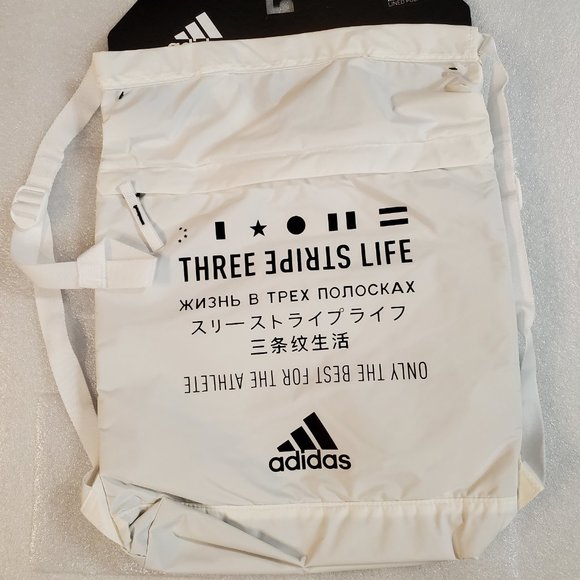 THREE STRIPE LIFE
ЖИЗНЬ В ТРЕХ ПОЛОСКАХ
スリーストライプライフ
三条纹生活
ONLY THE BEST FOR THE ATHLETE
adidas